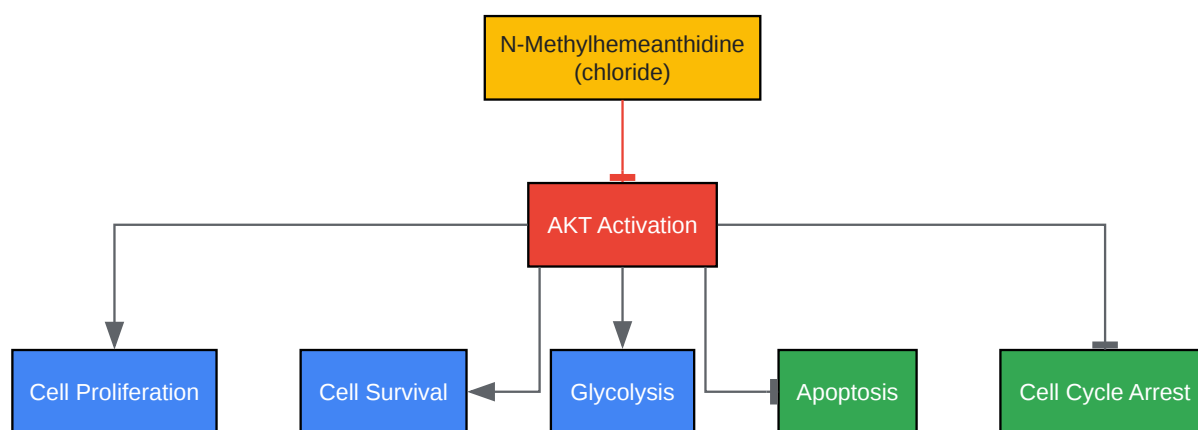 N-Methylhemeanthidine
(chloride)
AKT Activation
Cell Proliferation
Cell Survival
Glycolysis
Apoptosis
Cell Cycle Arrest